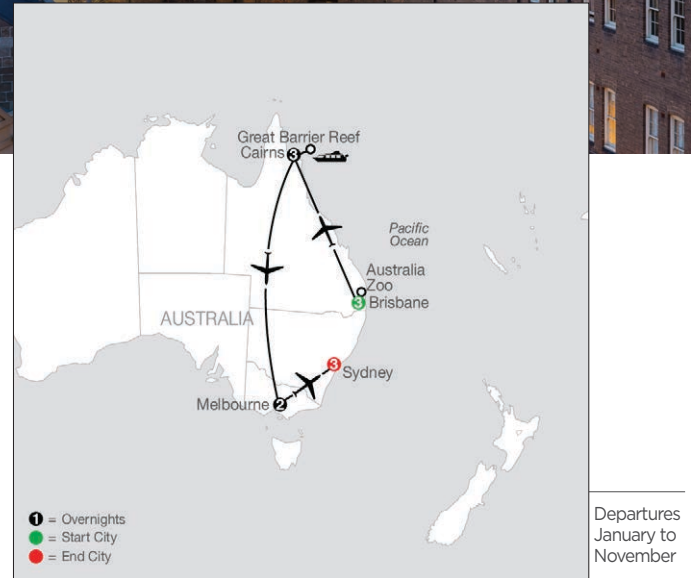 Great Barrier Reef
Cairns 3
Pacific
Ocean
Australia
Zoo
3 Brisbane
AUSTRALIA
3 Sydney
Melbourne 2
1 = Overnights
= Start City
= End City
Departures
January to
November